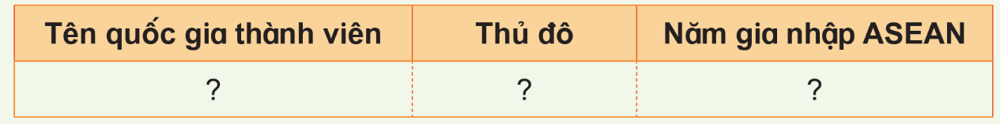 Tên quốc gia thành viên Thủ đô Năm gia nhập ASEAN
? ? ?